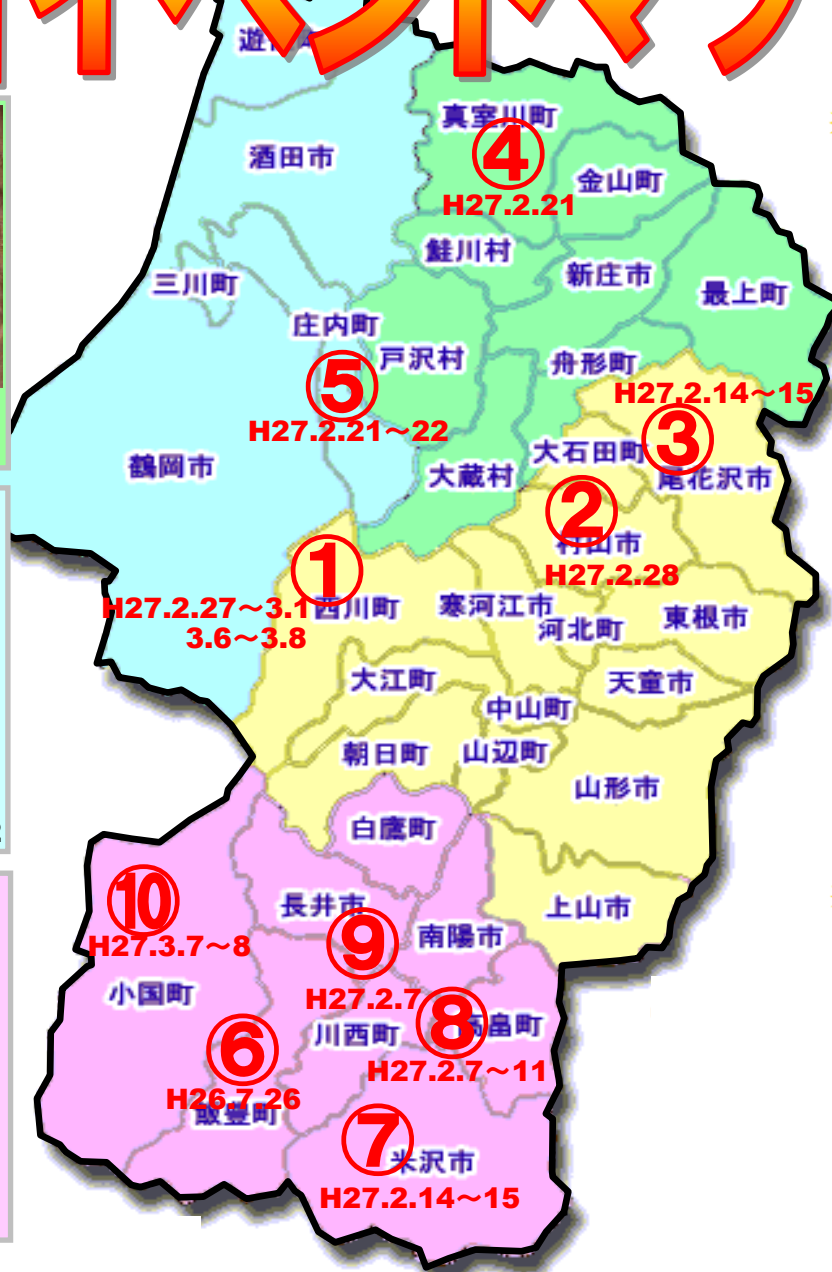 イベントマップ
酒田市
真室川町
④
H27.2.21
金山町
鮭川村
三川町
新庄市
最上町
庄内町
戸沢村
⑤
H27.2.21～22
舟形町
H27.2.14～15
③
大石田町
尾花沢市
鶴岡市
大蔵村
②
村山市
H27.2.28
①
H27.2.27～3.1
3.6～3.8
西川町
寒河江市
河北町
東根市
大江町
天童市
中山町
朝日町
山辺町
山形市
白鷹町
⑩
H27.3.7～8
長井市
上山市
⑨
H27.2.7
南陽市
小国町
⑧
高畠町
H27.2.7～11
川西町
⑥
H26.7.26
飯豊町
⑦
米沢市
H27.2.14～15